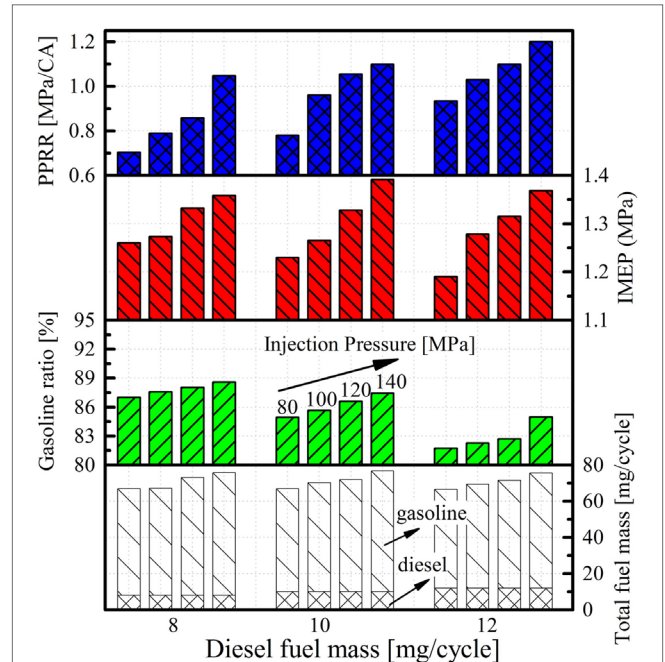 PPRR [MPa/CA]
1.2
1.0
0.8
0.6
1.4
1.3
1.2
1.1
IMEP (MPa)
Gasoline ratio [%]
95
92
89
86
83
80
Injection Pressure [MPa]
80 100 120 140
80
60
40
20
0
Total fuel mass [mg/cycle]
gasoline
diesel
8 10 12
Diesel fuel mass [mg/cycle]